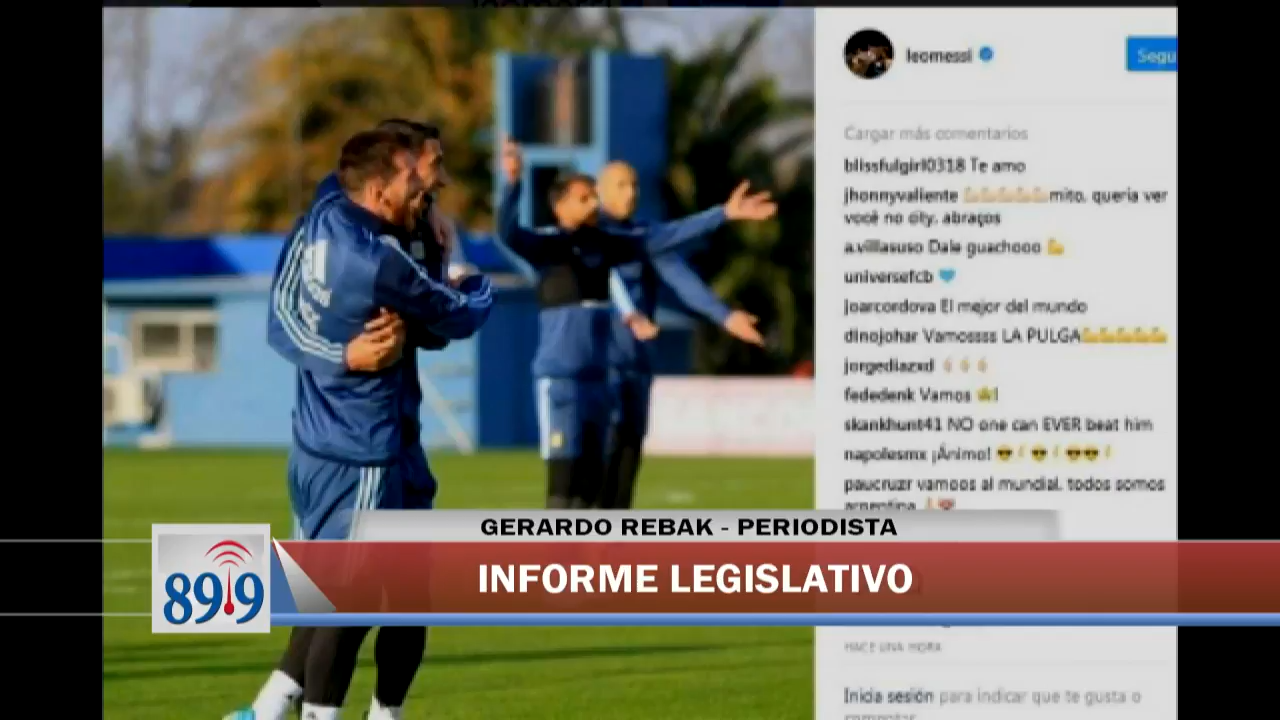 leomessi
Segu
Cargar más comentarios
blissfulgirl0318 Te amo
jhonnyvaliente mito, queria ver
você no city, abraços
a.villasuso Dale guachooo
universefcb
joarcordova El mejor del mundo
dinojohar Vamossss LA PULGA
jorgediazxd
fededenk Vamos !
skankhunt41 NO one can EVER beat him
napolesmx ¡Ánimo!
paucruzr vamoos al mundial, todos somos
argentina
GERARDO REBAK - PERIODISTA
INFORME LEGISLATIVO
89.9
HACE UNA HORA
Inicia sesión para indicar que te gusta o
comentar